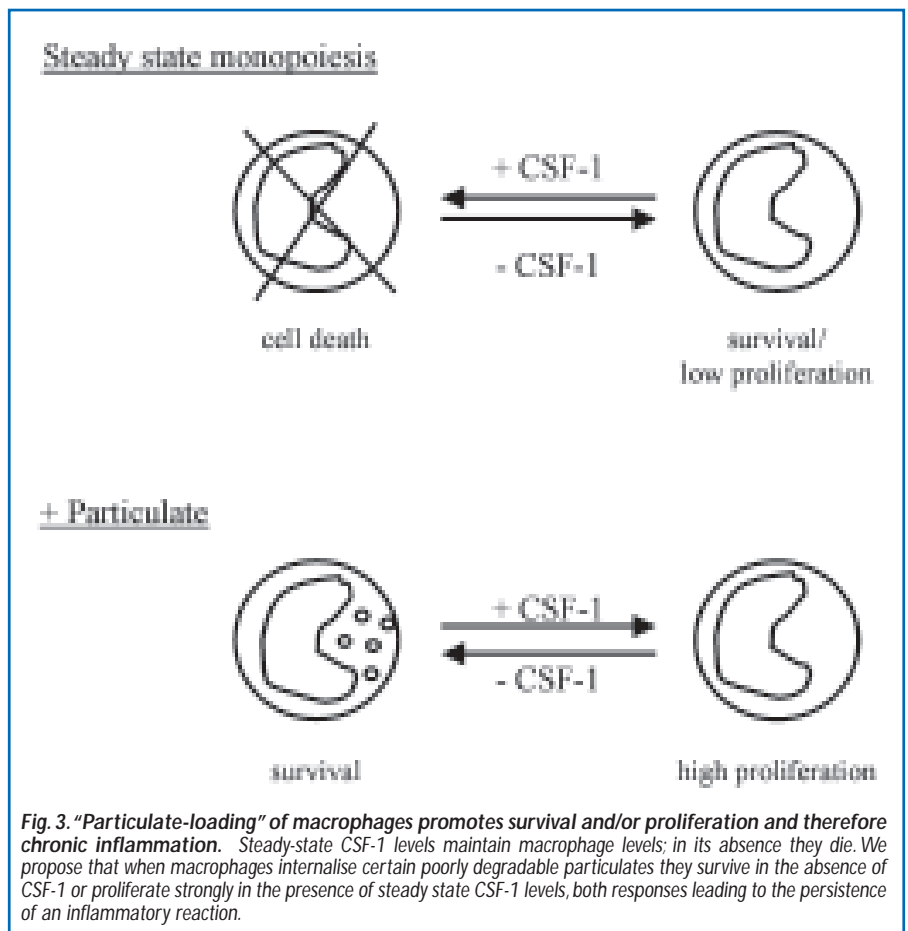 Steady state monopoiesis
+ CSF-1
- CSF-1
cell death
survival/
low proliferation
+ Particulate
+ CSF-1
- CSF-1
survival
high proliferation
Fig. 3. “Particulate-loading” of macrophages promotes survival and/or proliferation and therefore
chronic inflammation. Steady-state CSF-1 levels maintain macrophage levels; in its absence they die. We
propose that when macrophages internalise certain poorly degradable particulates they survive in the absence of
CSF-1 or proliferate strongly in the presence of steady state CSF-1 levels, both responses leading to the persistence
of an inflammatory reaction.